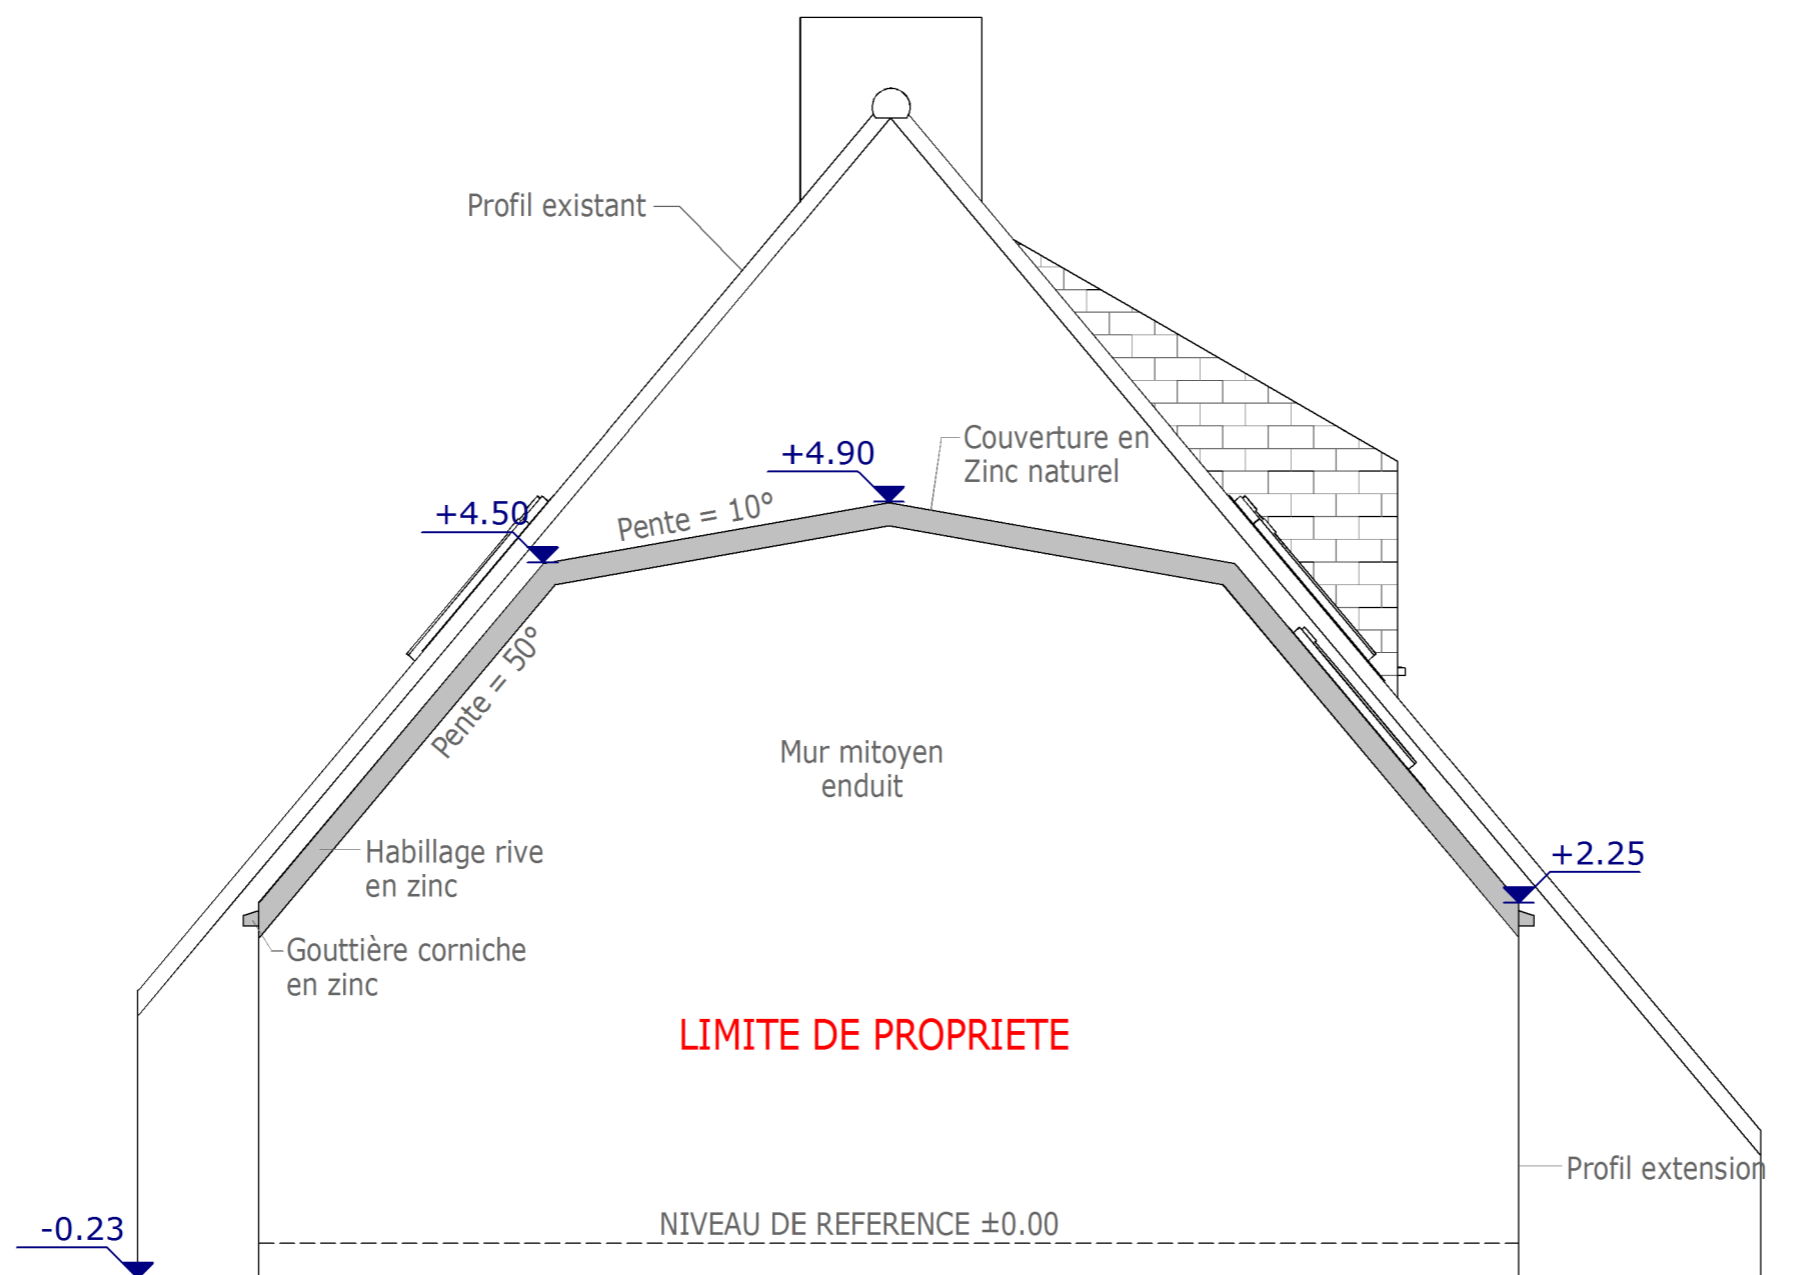 Profil existant
Couverture en
Zinc naturel
+4.90
+4.50
Pente = 10°
Pente = 50°
Mur mitoyen
enduit
Habillage rive
en zinc
+2.25
Gouttière corniche
en zinc
LIMITE DE PROPRIETE
Profil extension
NIVEAU DE REFERENCE ±0.00
-0.23